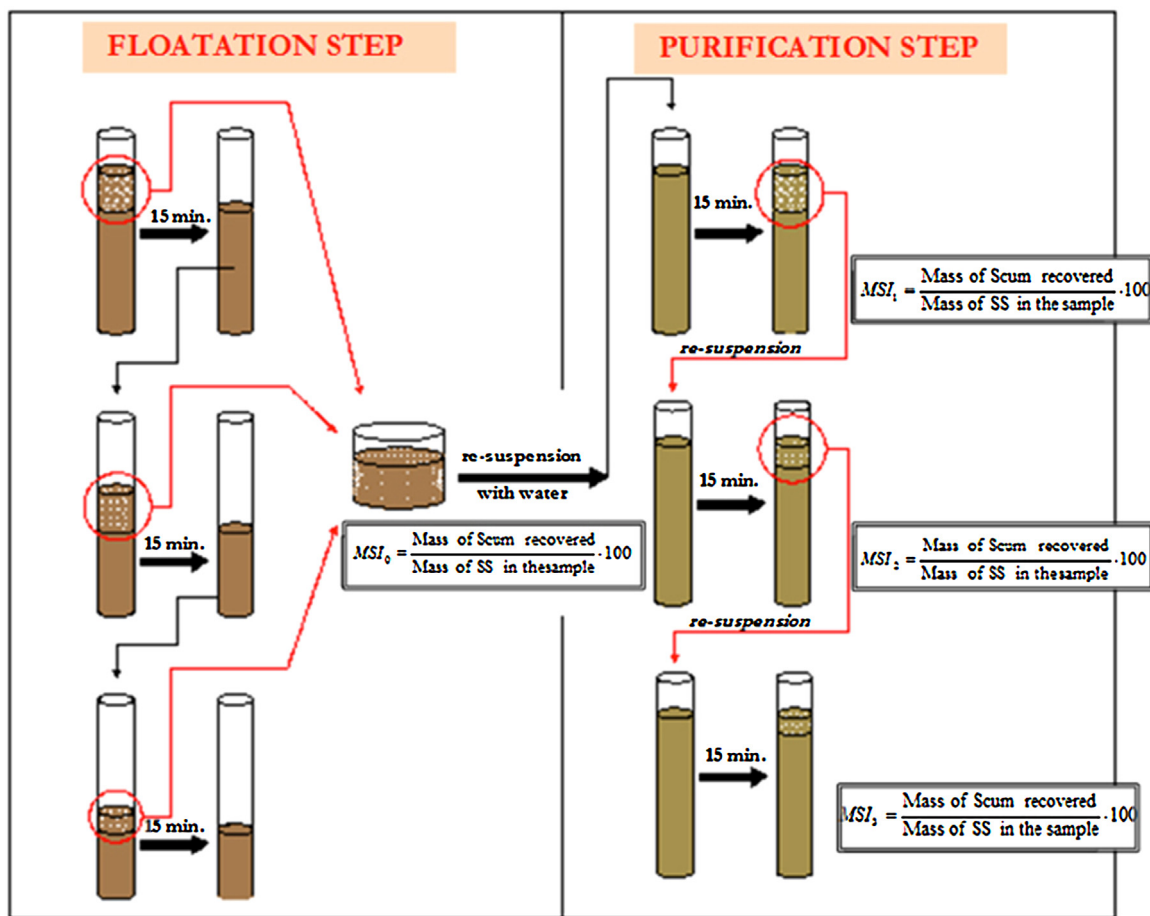 FLOATATION STEP
15 min.
15 min.
15 min.
re-suspension
with water
MSI₀ = Mass of Scum recovered / Mass of SS in thesample · 100
PURIFICATION STEP
15 min.
MSI₁ = Mass of Scum recovered / Mass of SS in the sample · 100
re-suspension
15 min.
MSI₂ = Mass of Scum recovered / Mass of SS in thesample · 100
re-suspension
15 min.
MSI₃ = Mass of Scum recovered / Mass of SS in the sample · 100